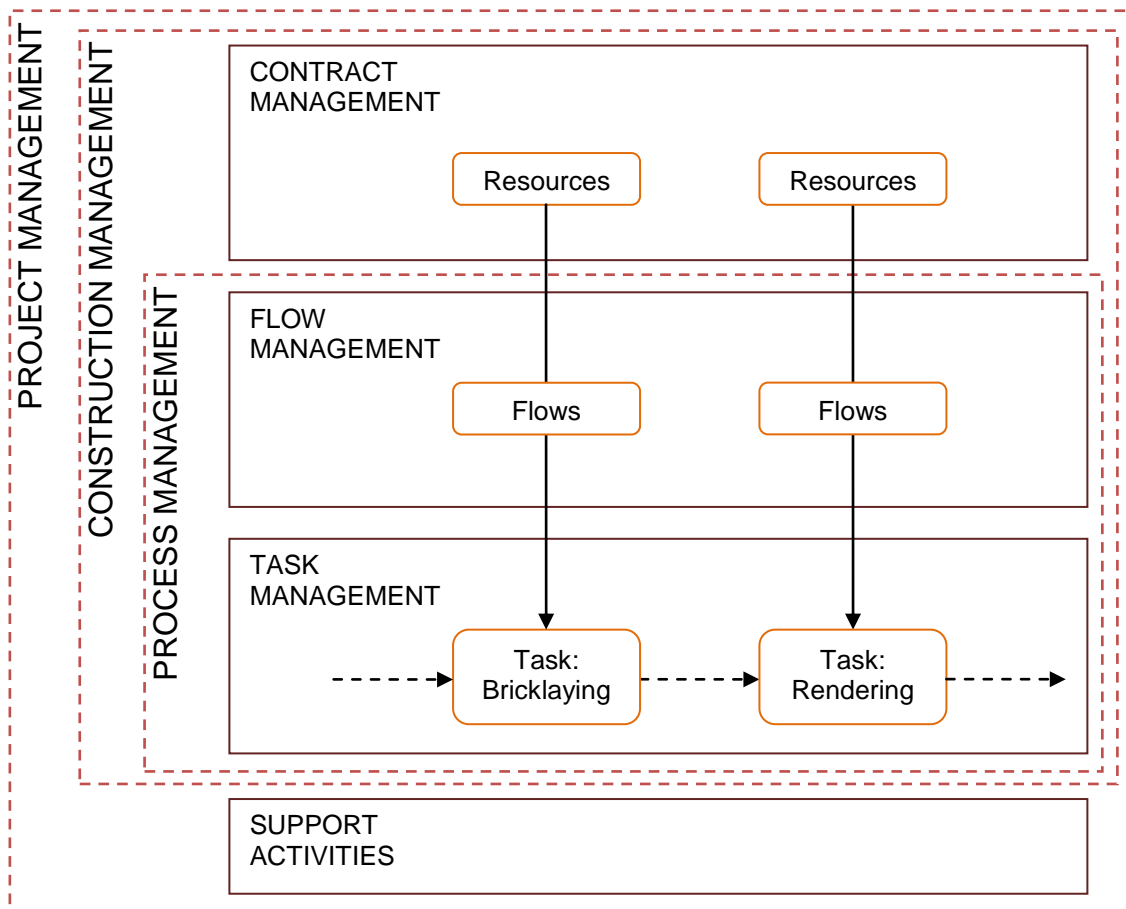 PROJECT MANAGEMENT
CONSTRUCTION MANAGEMENT
PROCESS MANAGEMENT
CONTRACT
MANAGEMENT
Resources
Resources
FLOW
MANAGEMENT
Flows
Flows
TASK
MANAGEMENT
Task:
Bricklaying
Task:
Rendering
SUPPORT
ACTIVITIES